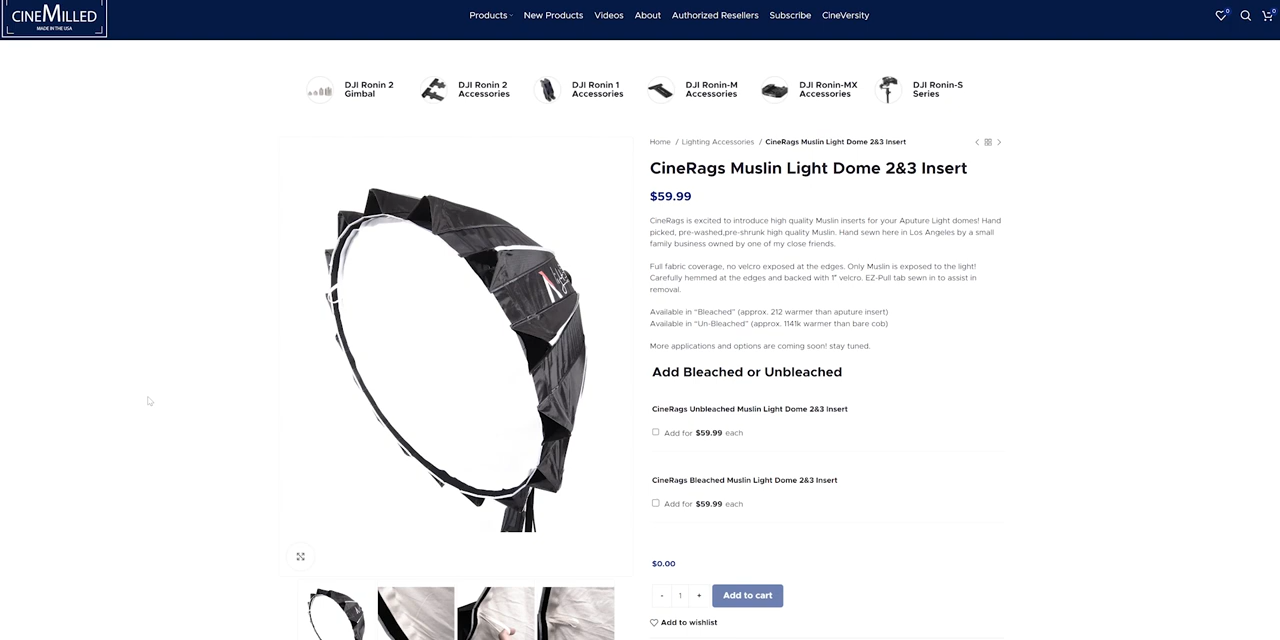 CINEMILLED
MADE IN THE USA
Products
New Products
Videos
About
Authorized Resellers
Subscribe
CineVersity
0
0
DJI Ronin 2
Gimbal
DJI Ronin 2
Accessories
DJI Ronin 1
Accessories
DJI Ronin-M
Accessories
DJI Ronin-MX
Accessories
DJI Ronin-S
Series
Home / Lighting Accessories / CineRags Muslin Light Dome 2&3 Insert
CineRags Muslin Light Dome 2&3 Insert
$59.99
CineRags is excited to introduce high quality Muslin inserts for your Aputure Light domes! Hand
picked, pre-washed,pre-shrunk high quality Muslin. Hand sewn here in Los Angeles by a small
family business owned by one of my close friends.
Full fabric coverage, no velcro exposed at the edges. Only Muslin is exposed to the light!
Carefully hemmed at the edges and backed with 1" velcro. EZ-Pull tab sewn in to assist in
removal.
Available in “Bleached” (approx. 212 warmer than aputure insert)
Available in “Un-Bleached” (approx. 1141k warmer than bare cob)
More applications and options are coming soon! stay tuned.
Add Bleached or Unbleached
CineRags Unbleached Muslin Light Dome 2&3 Insert
Add for $59.99 each
CineRags Bleached Muslin Light Dome 2&3 Insert
Add for $59.99 each
$0.00
- 1 + Add to cart
Add to wishlist